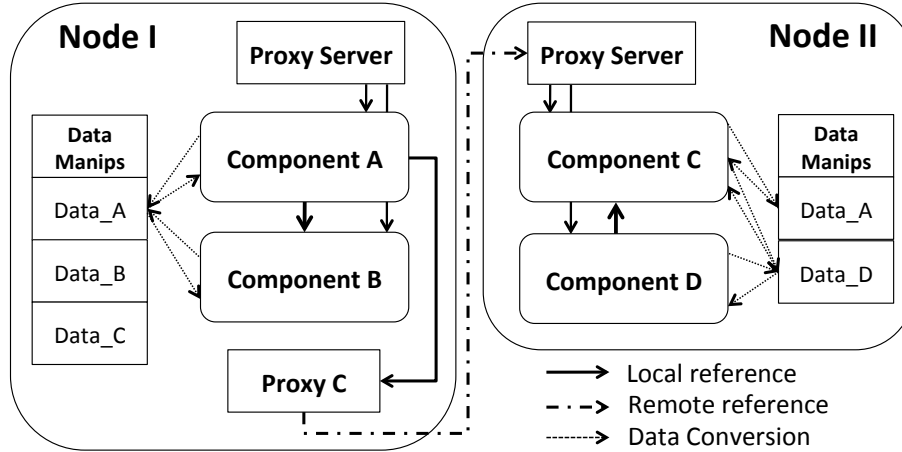 Node I
Proxy Server
Data
Manips
Data_A
Data_B
Data_C
Component A
Component B
Proxy C
Node II
Proxy Server
Component C
Component D
Data
Manips
Data_A
Data_D
Local reference
Remote reference
Data Conversion